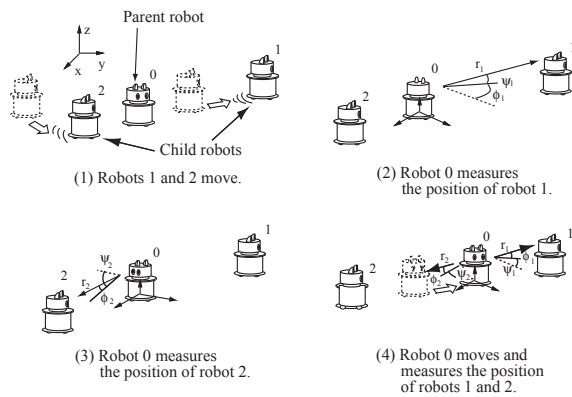 Parent robot
z
x
y
0
1
2
Child robots
(1) Robots 1 and 2 move.
0
r1
ψ1
ϕ1
2
(2) Robot 0 measures
the position of robot 1.
0
1
2
ψ2
r2
ϕ2
(3) Robot 0 measures
the position of robot 2.
0
1
2
r1
ϕ1
ψ1
r2
ϕ2
ψ2
(4) Robot 0 moves and
measures the position
of robots 1 and 2.